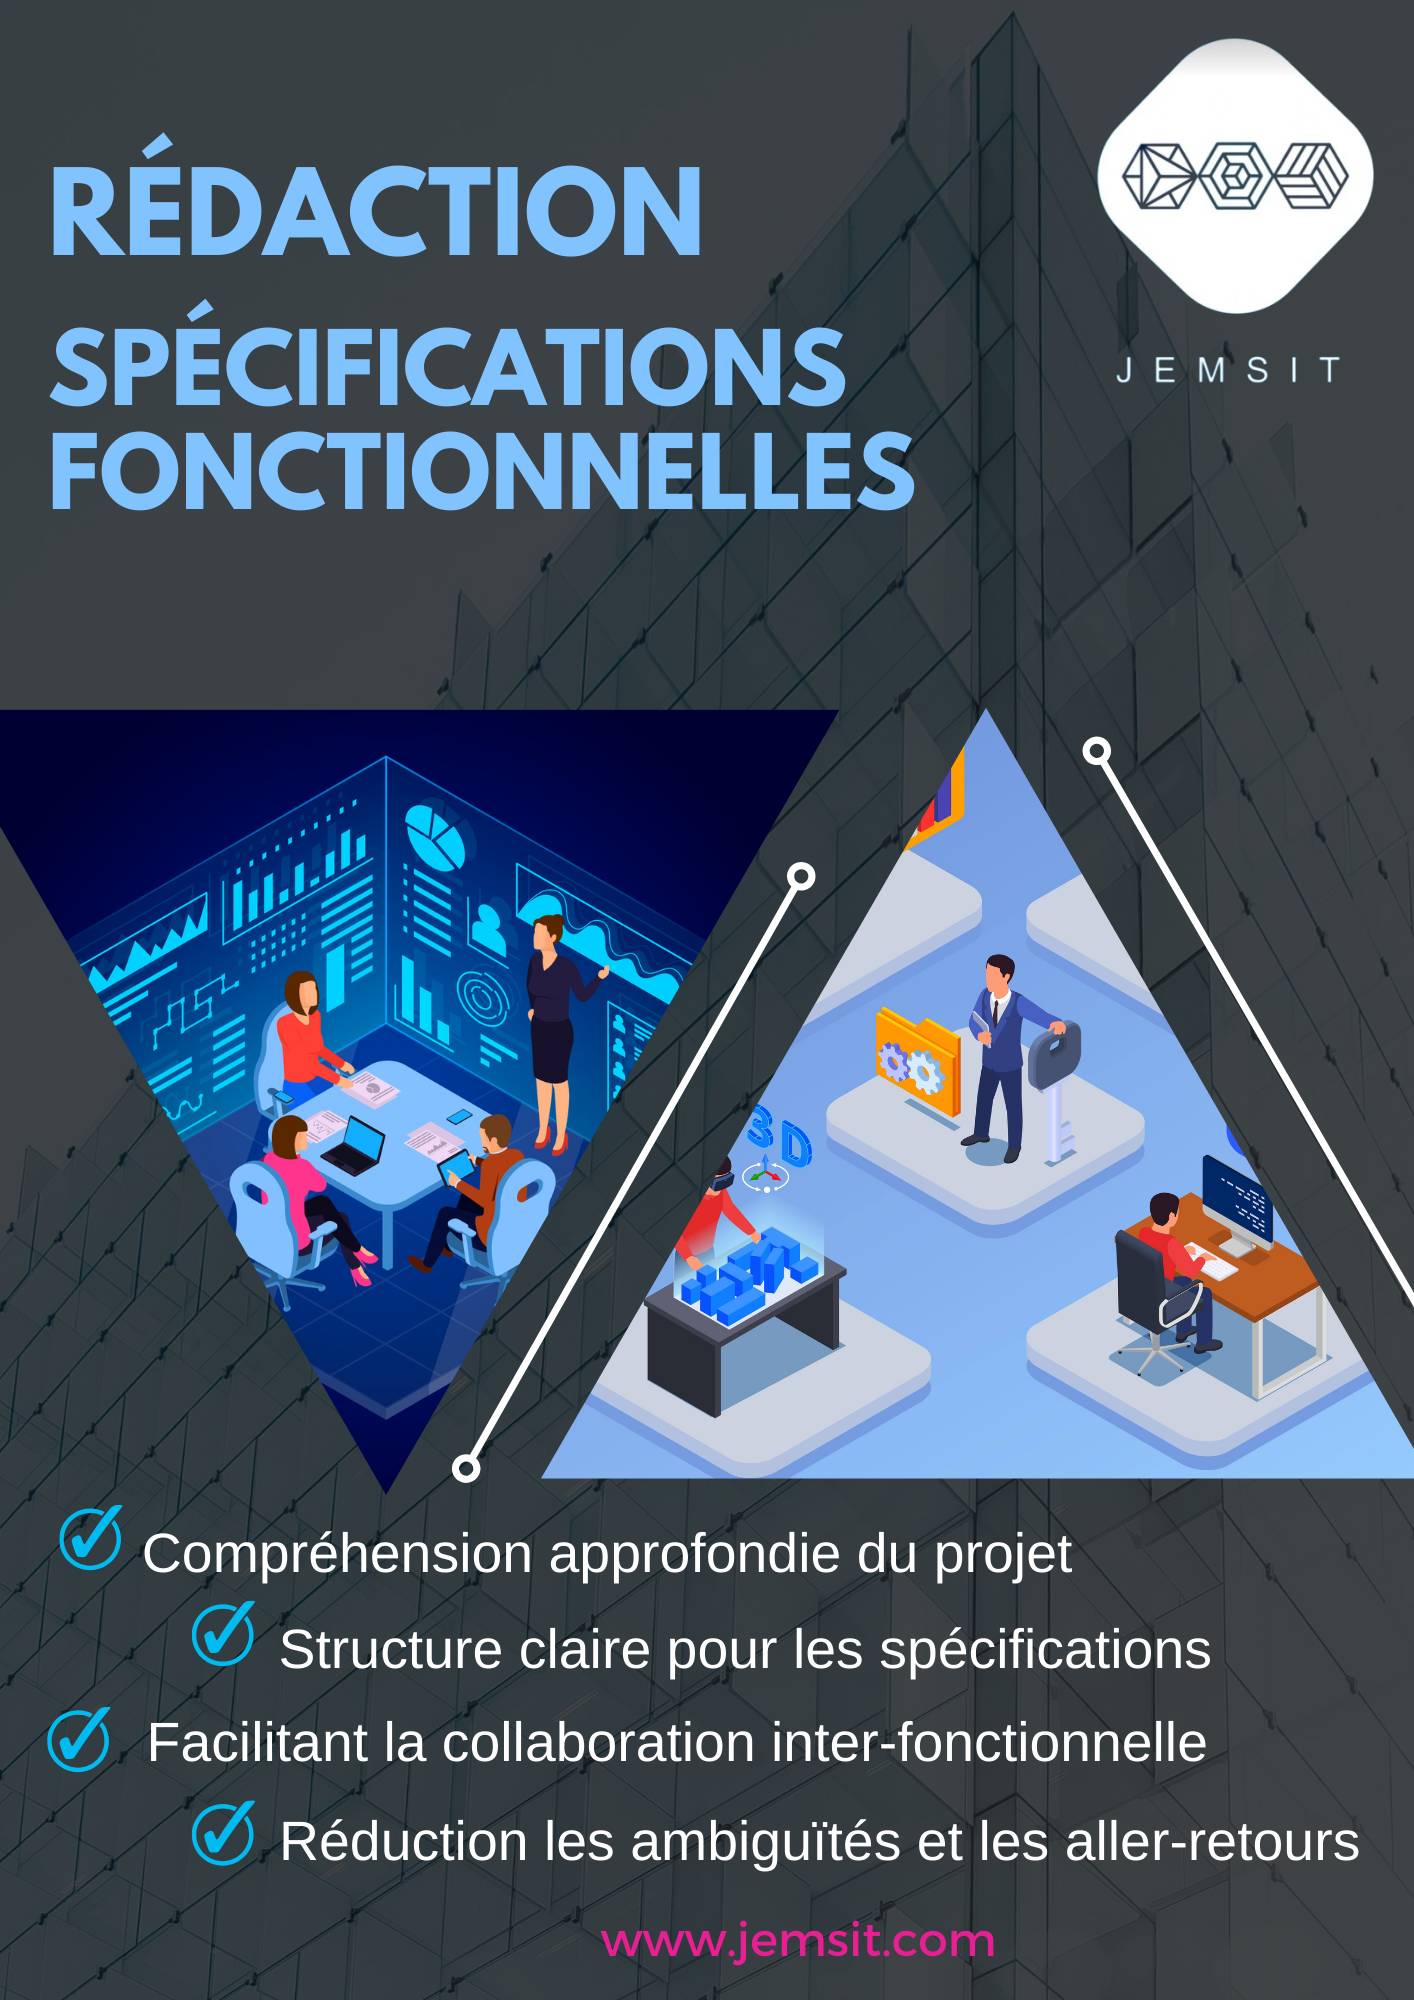 RÉDACTION
SPÉCIFICATIONS
FONCTIONNELLES
JEMSIT
3D
Compréhension approfondie du projet
Structure claire pour les spécifications
Facilitant la collaboration inter-fonctionnelle
Réduction les ambiguïtés et les aller-retours
www.jemsit.com